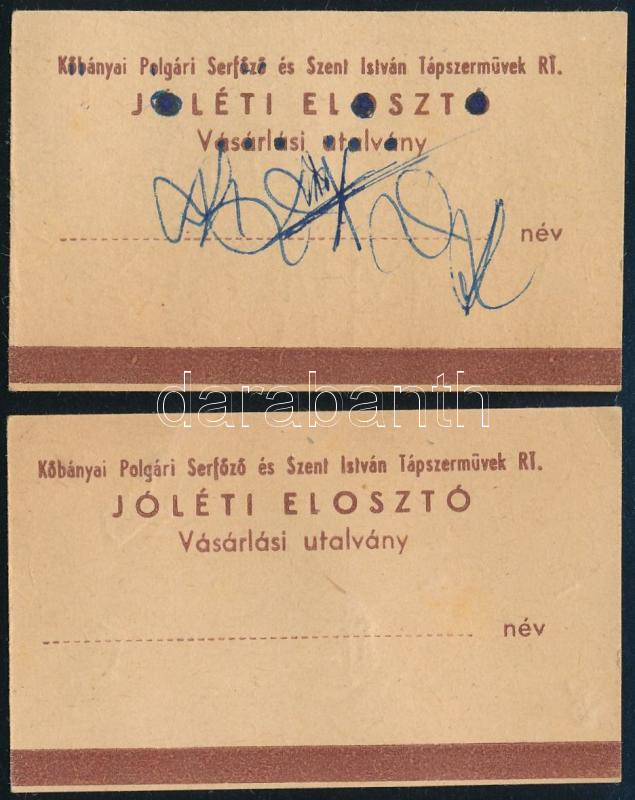 Kőbányai Polgári Serfőző és Szent István Tápszerművek RT.
JÓLÉTI ELOSZTÓ
Vásárlási utalvány
név
darabanth
Kőbányai Polgári Serfőző és Szent István Tápszerművek RT.
JÓLÉTI ELOSZTÓ
Vásárlási utalvány
név